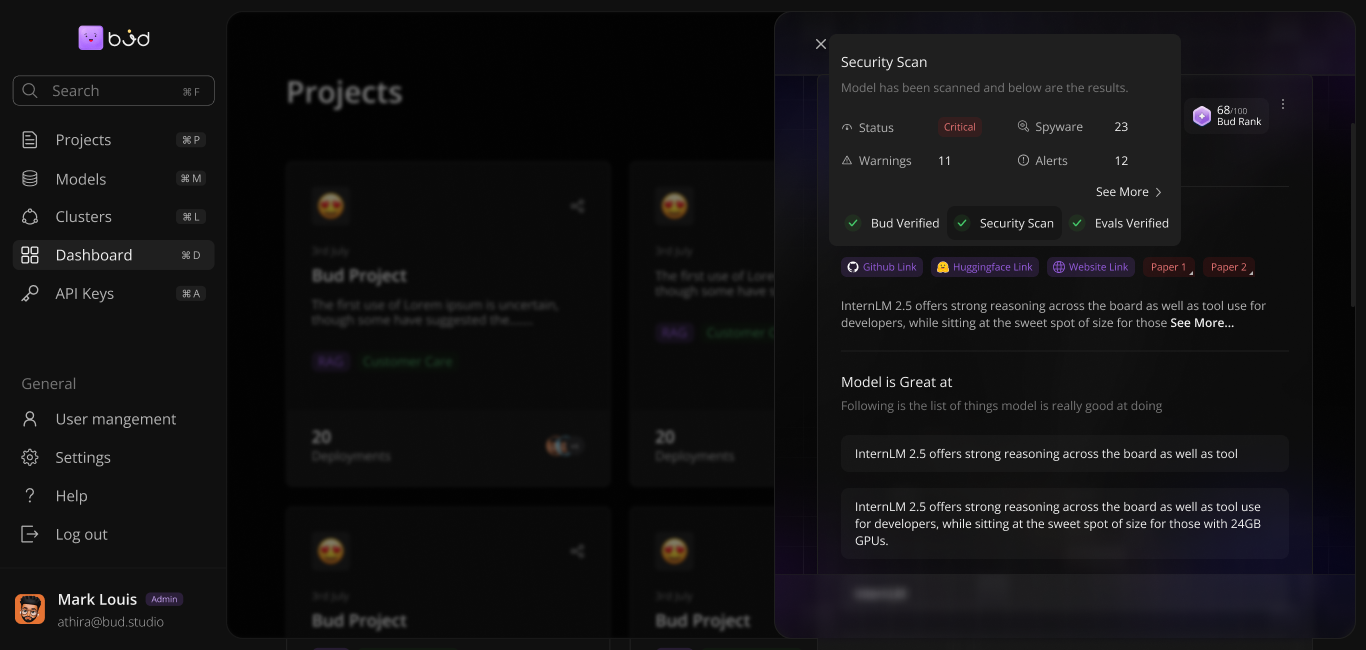 bud
Search ⌘ F
Projects ⌘ P
Models ⌘ M
Clusters ⌘ L
Dashboard ⌘ D
API Keys ⌘ A
General
User mangement
Settings
Help
Log out
Mark Louis Admin
athira@bud.studio
Projects
3rd july
Bud Project
The first use of Lorem ipsum is uncertain,
though some have suggested the......
RAG Customer Care
20
Deployments
3rd july
The first use of Lore
though some have s
RAG Customer C
20
Deployments
3rd july
Bud Project
3rd july
Bud Project
Security Scan
Model has been scanned and below are the results.
Status Critical Spyware 23
Warnings 11 Alerts 12
See More
Bud Verified Security Scan Evals Verified
68/100
Bud Rank
Github Link Huggingface Link Website Link Paper 1 Paper 2
InternLM 2.5 offers strong reasoning across the board as well as tool use for
developers, while sitting at the sweet spot of size for those See More...
Model is Great at
Following is the list of things model is really good at doing
InternLM 2.5 offers strong reasoning across the board as well as tool
InternLM 2.5 offers strong reasoning across the board as well as tool use
for developers, while sitting at the sweet spot of size for those with 24GB
GPUs.